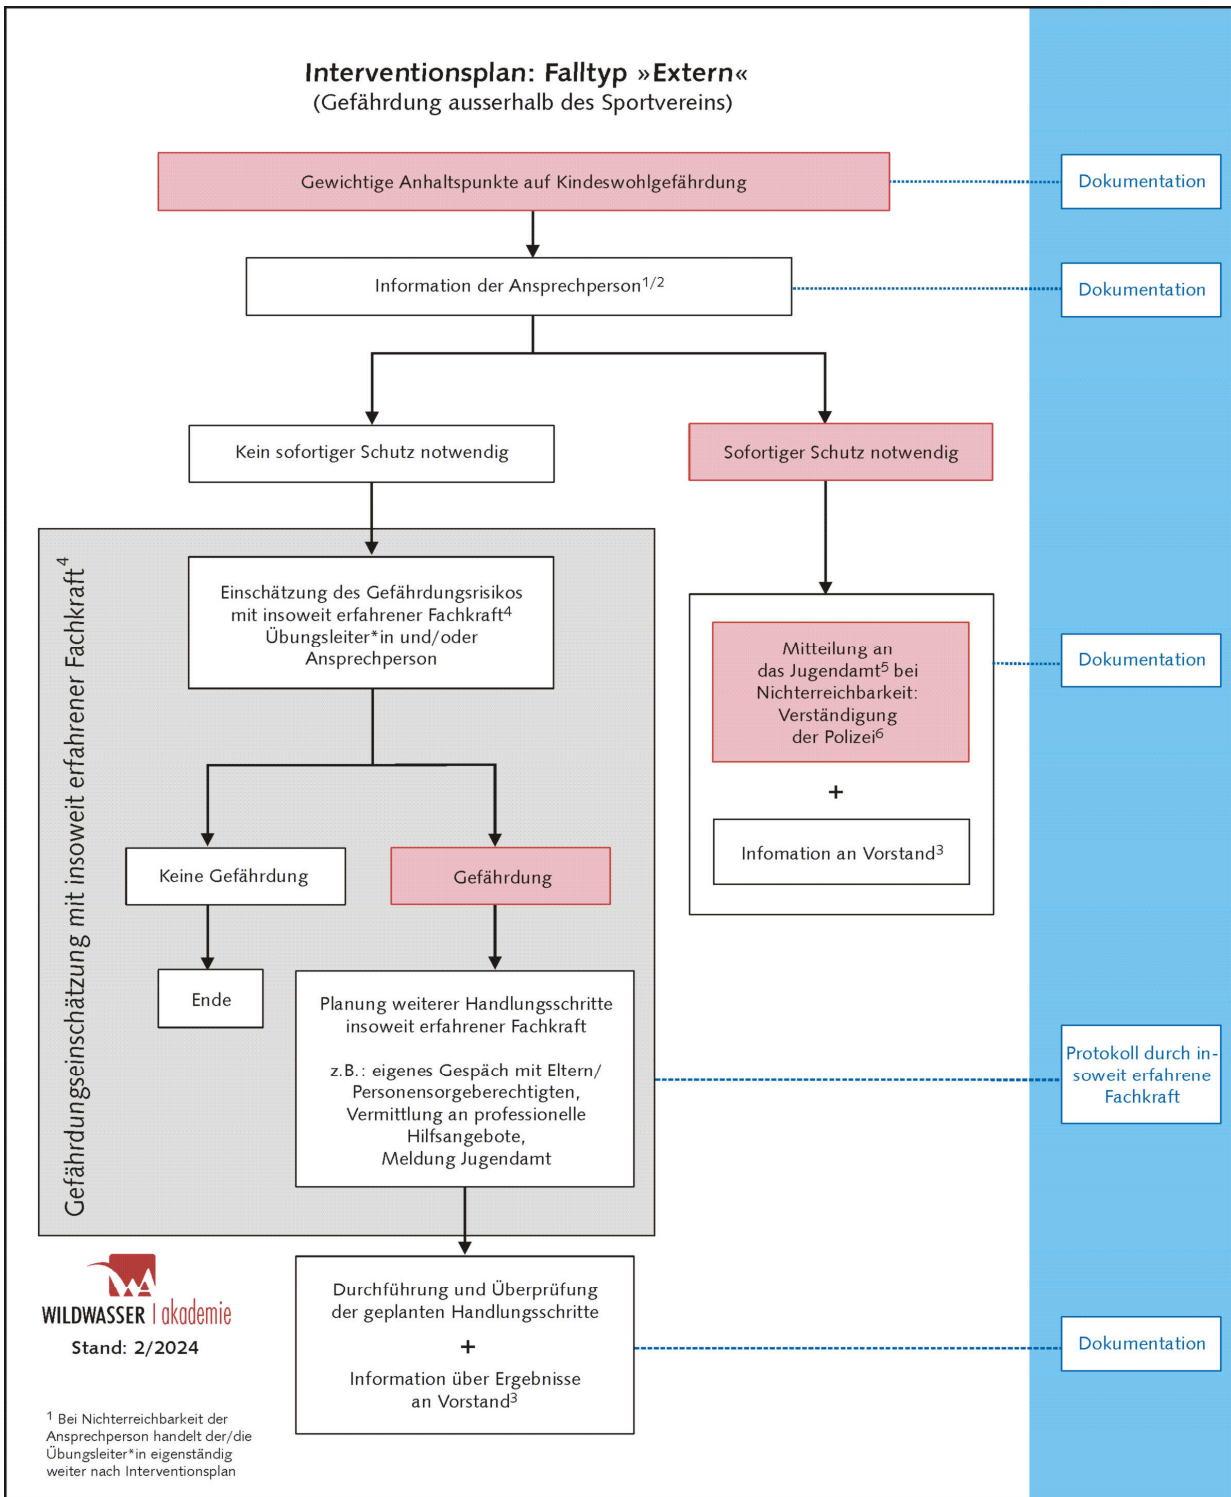 Interventionsplan: Falltyp »Extern«
(Gefährdung ausserhalb des Sportvereins)
Gewichtige Anhaltspunkte auf Kindeswohlgefährdung
Dokumentation
Information der Ansprechperson1/2
Dokumentation
Kein sofortiger Schutz notwendig
Sofortiger Schutz notwendig
Gefährdungseinschätzung mit insoweit erfahrener Fachkraft4
Einschätzung des Gefährdungsrisikos
mit insoweit erfahrener Fachkraft4
Übungsleiter*in und/oder
Ansprechperson
Mitteilung an
das Jugendamt5 bei
Nichterreichbarkeit:
Verständigung
der Polizei6
+
Infomation an Vorstand3
Dokumentation
Keine Gefährdung
Gefährdung
Ende
Planung weiterer Handlungsschritte
insoweit erfahrener Fachkraft
z.B.: eigenes Gespräch mit Eltern/
Personensorgeberechtigten,
Vermittlung an professionelle
Hilfsangebote,
Meldung Jugendamt
Protokoll durch in-
soweit erfahrene
Fachkraft
Durchführung und Überprüfung
der geplanten Handlungsschritte
+
Information über Ergebnisse
an Vorstand3
Dokumentation
WA
WILDWASSER | akademie
Stand: 2/2024
1 Bei Nichterreichbarkeit der
Ansprechperson handelt der/die
Übungsleiter*in eigenständig
weiter nach Interventionsplan